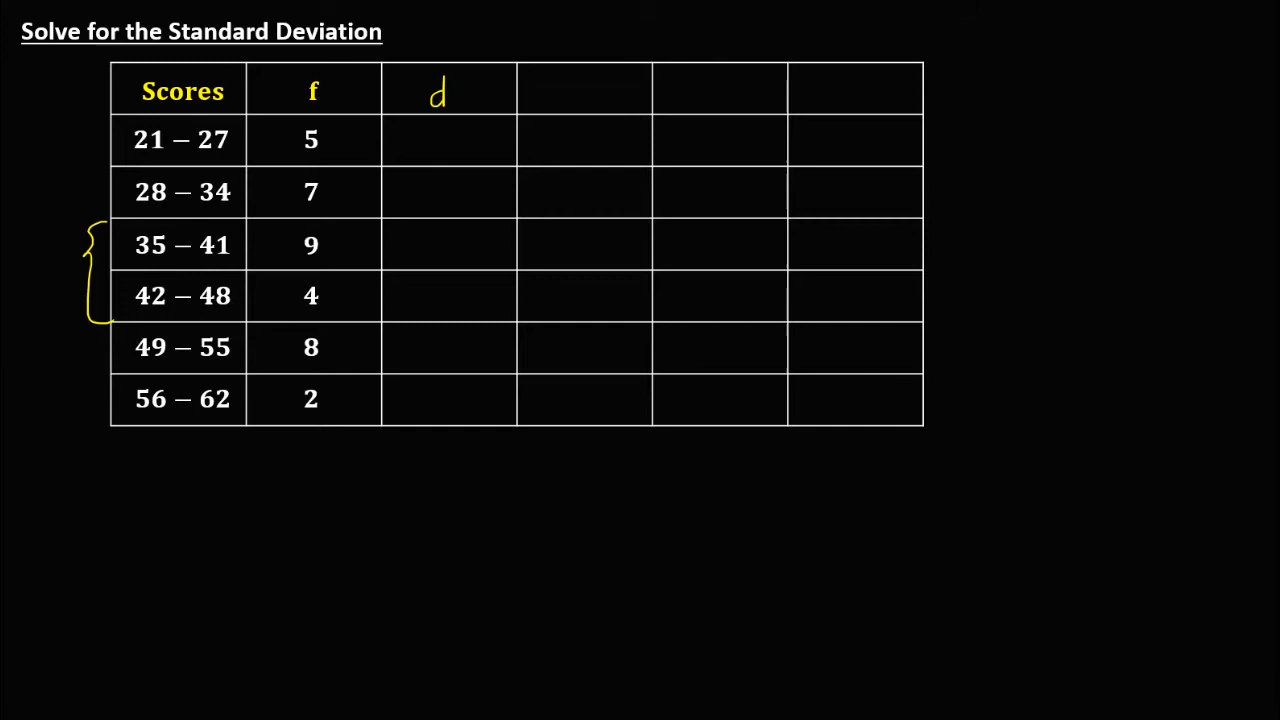 Solve for the Standard Deviation
Scores f d
21 – 27 5
28 – 34 7
35 – 41 9
42 – 48 4
49 – 55 8
56 – 62 2